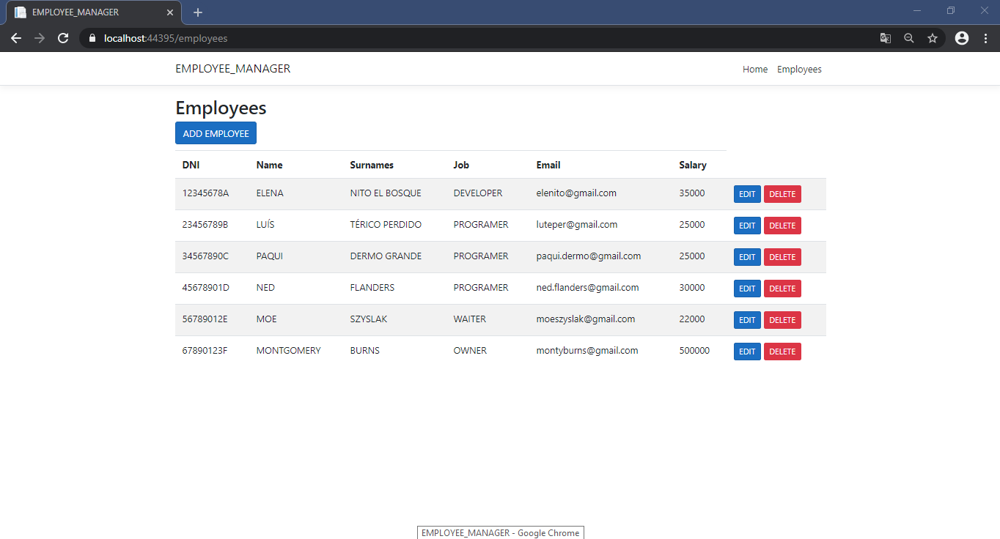 EMPLOYEE_MANAGER
localhost:44395/employees
EMPLOYEE_MANAGER Home Employees
Employees
ADD EMPLOYEE
DNI Name Surnames Job Email Salary
12345678A ELENA NITO EL BOSQUE DEVELOPER elenito@gmail.com 35000 EDIT DELETE
23456789B LUÍS TÉRICO PERDIDO PROGRAMER luteper@gmail.com 25000 EDIT DELETE
34567890C PAQUI DERMO GRANDE PROGRAMER paqui.dermo@gmail.com 25000 EDIT DELETE
45678901D NED FLANDERS PROGRAMER ned.flanders@gmail.com 30000 EDIT DELETE
56789012E MOE SZYSLAK WAITER moeszyslak@gmail.com 22000 EDIT DELETE
67890123F MONTGOMERY BURNS OWNER montyburns@gmail.com 500000 EDIT DELETE
EMPLOYEE_MANAGER - Google Chrome